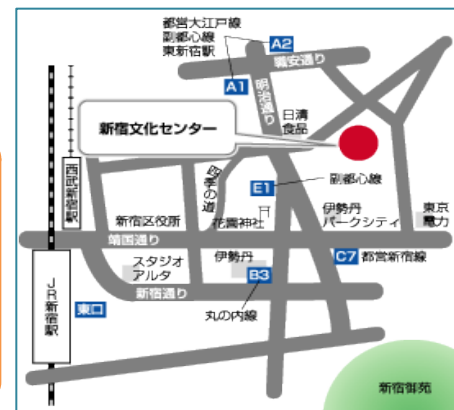 都営大江戸線
副都心線
東新宿駅
A2
職安通り
A1
明治通り
日清
食品
新宿文化センター
四季の道
E1
副都心線
西武新宿駅
新宿区役所
花園神社
伊勢丹
パークシティ
東京
電力
靖国通り
スタジオ
アルタ
伊勢丹
C7
都営新宿線
B3
JR新宿駅
東口
新宿通り
丸の内線
新宿御苑